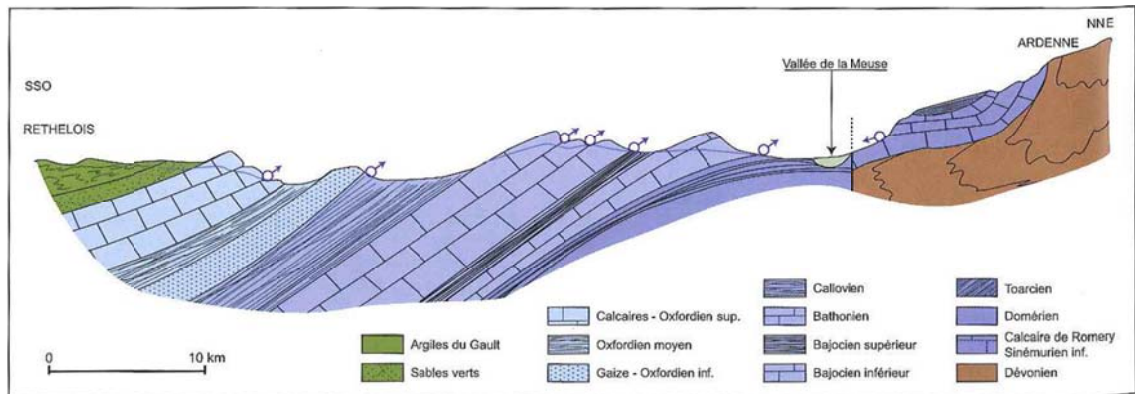 NNE
ARDENNE
Vallée de la Meuse
SSO
RETHELOIS
0 10 km
Argiles du Gault
Sables verts
Calcaires - Oxfordien sup.
Oxfordien moyen
Gaize - Oxfordien inf.
Callovien
Bathonien
Bajocien supérieur
Bajocien inférieur
Toarcien
Domérien
Calcaire de Romery
Sinémurien inf.
Dévonien